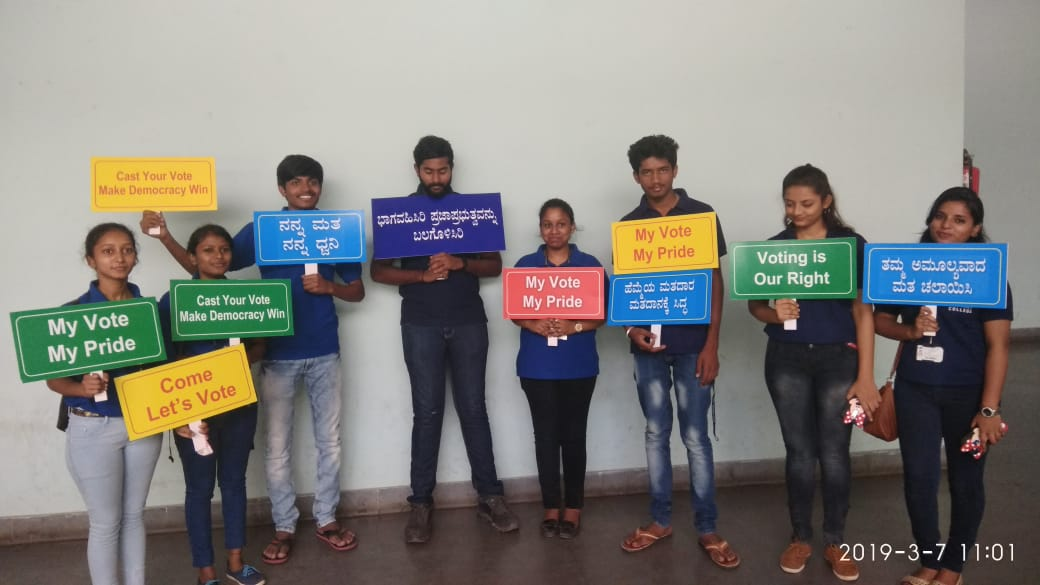 Cast Your Vote
Make Democracy Win
My Vote
My Pride
Cast Your Vote
Make Democracy Win
Come
Let's Vote
ನನ್ನ ಮತ
ನನ್ನ ಧ್ವನಿ
ಭಾಗವಹಿಸಿರಿ ಪ್ರಜಾಪ್ರಭುತ್ವವನ್ನು
ಬಲಗೊಳಿಸಿರಿ
My Vote
My Pride
My Vote
My Pride
ಹೆಮ್ಮೆಯ ಮತದಾರ
ಮತದಾನಕ್ಕೆ ಸಿದ್ಧ
Voting is
Our Right
ತಮ್ಮ ಅಮೂಲ್ಯವಾದ
ಮತ ಚಲಾಯಿಸಿ
COLLEGE
2019-3-7 11:01